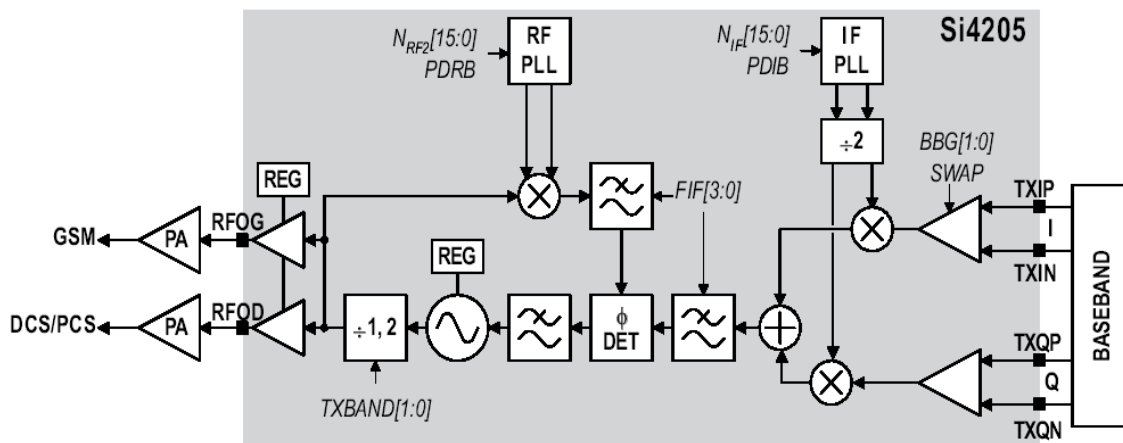 Si4205
N_RF2[15:0]
PDRB
RF
PLL
N_IF[15:0]
PDIB
IF
PLL
÷2
BBG[1:0]
SWAP
REG
FIF[3:0]
TXIP
I
TXIN
GSM
PA
RFOG
REG
DCS/PCS
PA
RFOD
÷1, 2
ϕ
DET
TXBAND[1:0]
TXQP
Q
TXQN
BASEBAND